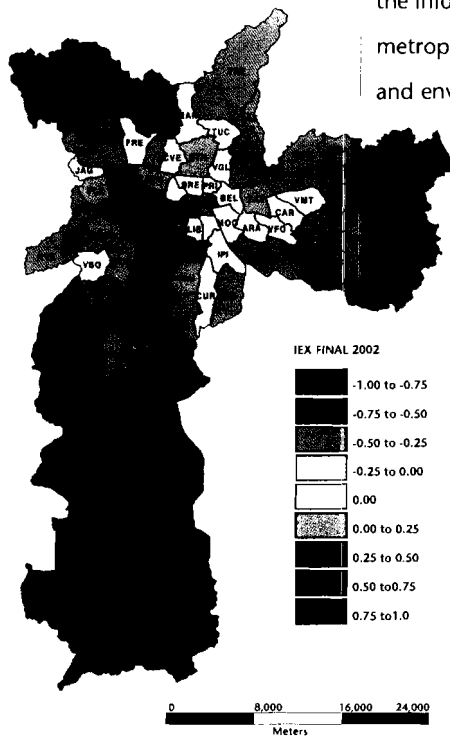 the info
metrop
and env
TUC
PRE
CVE
VGL
JAG
BRE
PRI
BEL
VMT
CAR
LIB
MOO
ARA
VFO
IPI
VSO
CUR
IEX FINAL 2002
-1.00 to -0.75
-0.75 to -0.50
-0.50 to -0.25
-0.25 to 0.00
0.00
0.00 to 0.25
0.25 to 0.50
0.50 to0.75
0.75 to1.0
0 8,000 16,000 24,000
Meters